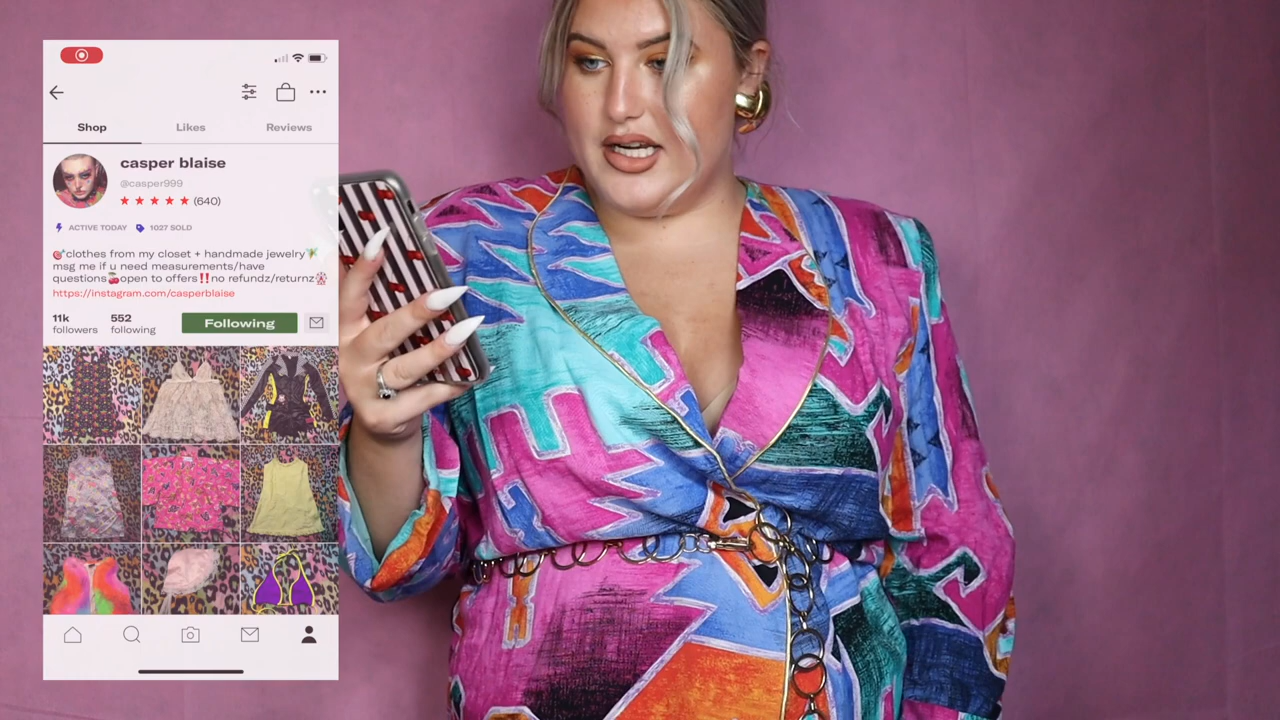 Shop Likes Reviews
casper blaise
@casper999
(640)
ACTIVE TODAY 1027 SOLD
clothes from my closet + handmade jewelry
msg me if u need measurements/have
questions open to offers‼no refundz/returnz
https://instagram.com/casperblaise
11k 552
followers following
Following